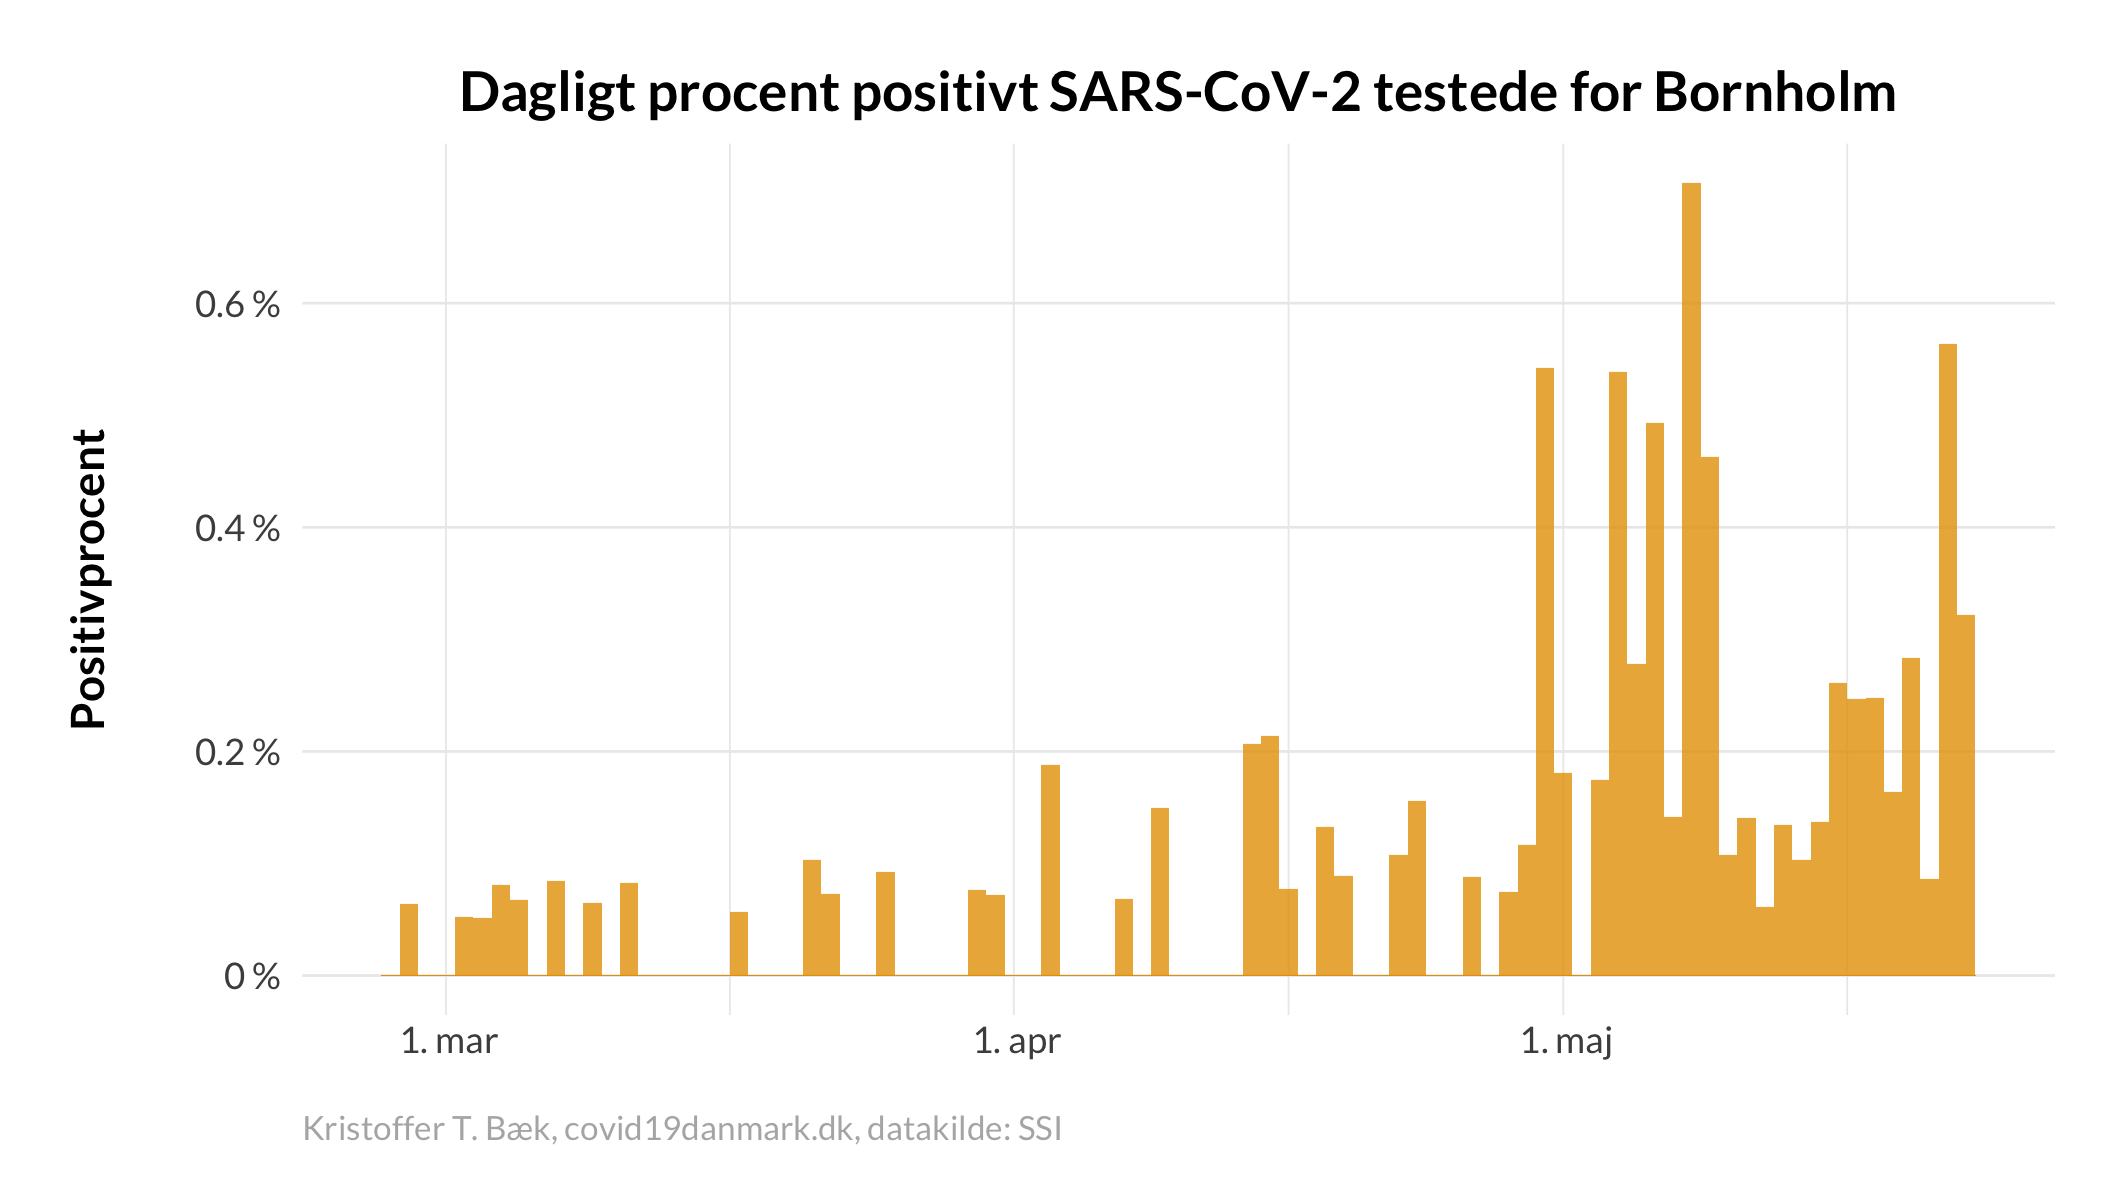 Dagligt procent positivt SARS-CoV-2 testede for Bornholm
Positivprocent
0.6 %
0.4 %
0.2 %
0 %
1. mar
1. apr
1. maj
Kristoffer T. Bæk, covid19danmark.dk, datakilde: SSI